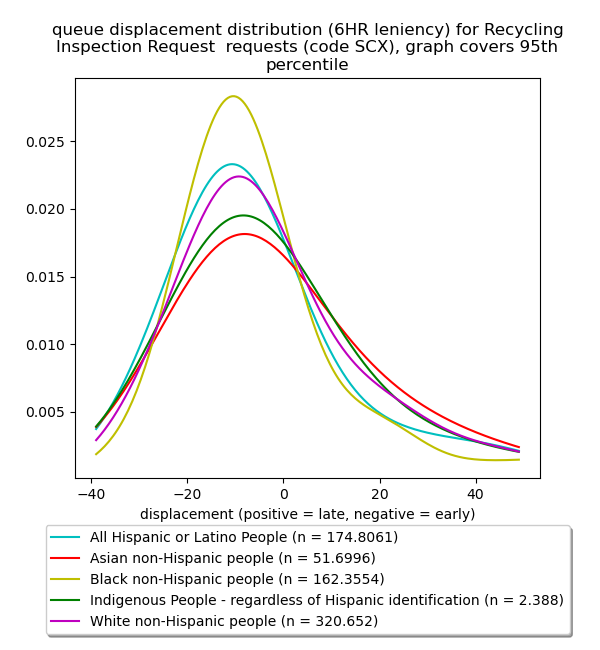 queue displacement distribution (6HR leniency) for Recycling
Inspection Request  requests (code SCX), graph covers 95th
percentile
0.025
0.020
0.015
0.010
0.005
−40
−20
0
20
40
displacement (positive = late, negative = early)
All Hispanic or Latino People (n = 174.8061)
Asian non-Hispanic people (n = 51.6996)
Black non-Hispanic people (n = 162.3554)
Indigenous People - regardless of Hispanic identification (n = 2.388)
White non-Hispanic people (n = 320.652)